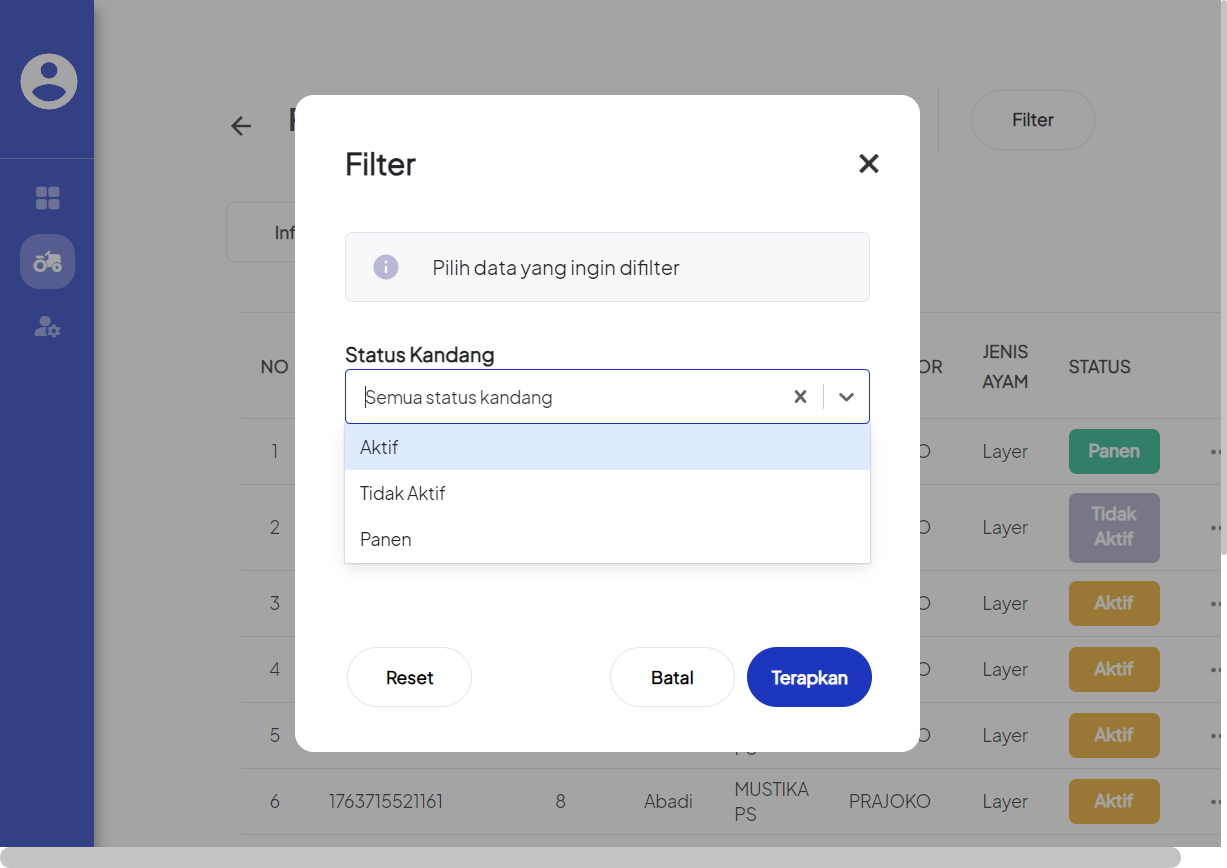 Filter
Filter
Pilih data yang ingin difilter
Status Kandang
Semua status kandang
Aktif
Tidak Aktif
Panen
Reset
Batal
Terapkan
Inf
NO
OR
JENIS
AYAM
STATUS
1
O
Layer
Panen
2
O
Layer
Tidak
Aktif
3
O
Layer
Aktif
4
O
Layer
Aktif
5
O
Layer
Aktif
6
1763715521161
8
Abadi
MUSTIKA
PS
PRAJOKO
Layer
Aktif